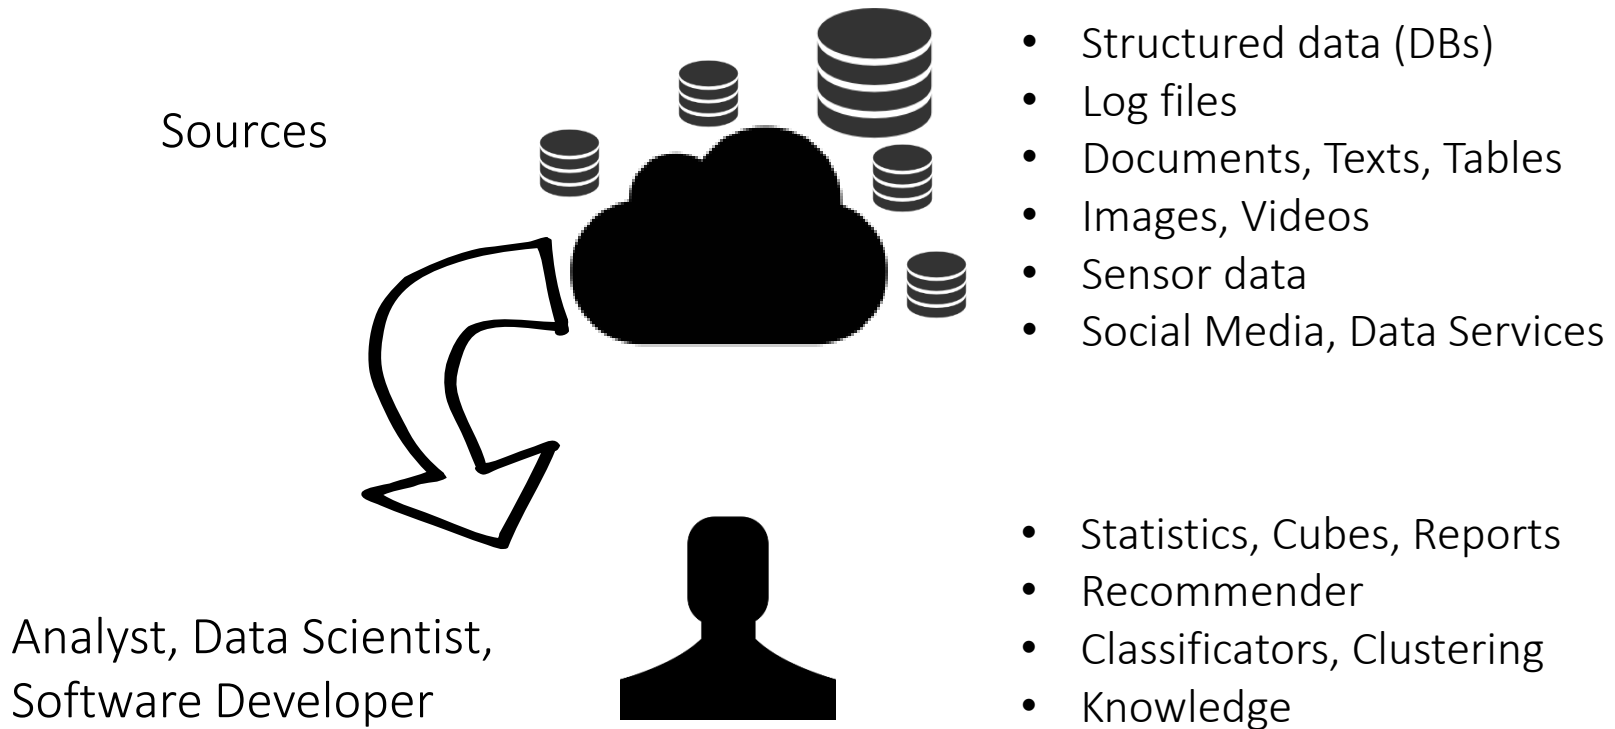 Sources
• Structured data (DBs)
• Log files
• Documents, Texts, Tables
• Images, Videos
• Sensor data
• Social Media, Data Services
Analyst, Data Scientist,
Software Developer
• Statistics, Cubes, Reports
• Recommender
• Classificators, Clustering
• Knowledge